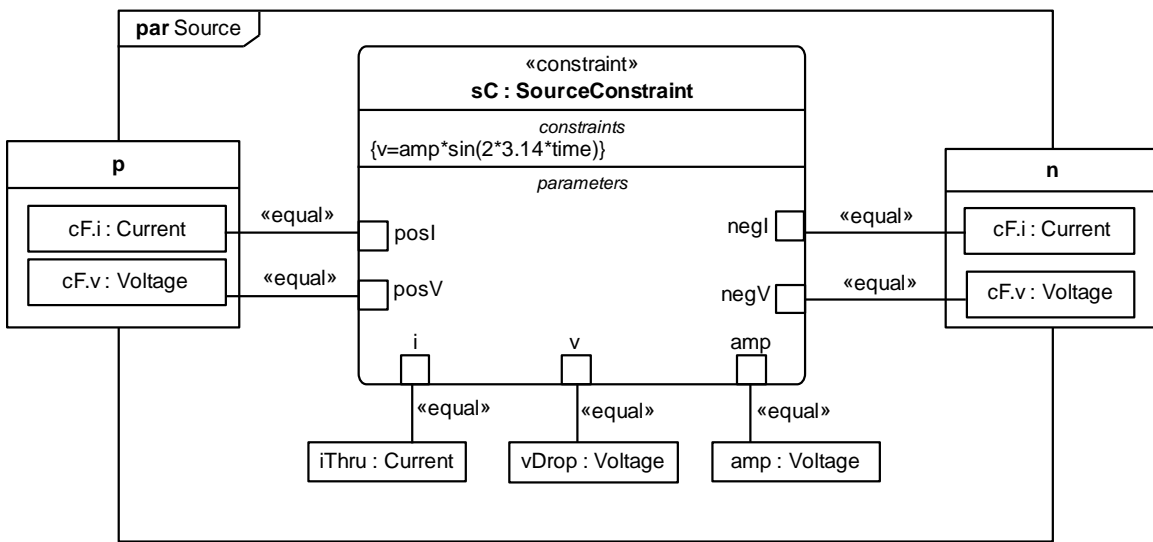 par Source
«constraint»
sC : SourceConstraint
constraints
{v=amp*sin(2*3.14*time)}
parameters
p
n
cF.i : Current
«equal»
posI
negI
«equal»
cF.i : Current
cF.v : Voltage
«equal»
posV
negV
«equal»
cF.v : Voltage
i
v
amp
«equal»
«equal»
«equal»
iThru : Current
vDrop : Voltage
amp : Voltage